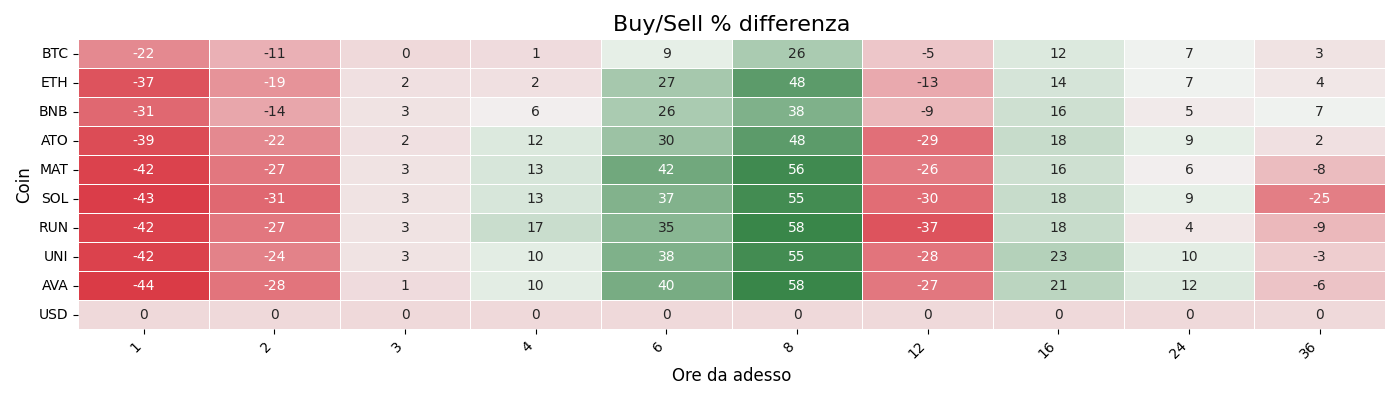 Buy/Sell % differenza
Coin
BTC -22 -11 0 1 9 26 -5 12 7 3
ETH -37 -19 2 2 27 48 -13 14 7 4
BNB -31 -14 3 6 26 38 -9 16 5 7
ATO -39 -22 2 12 30 48 -29 18 9 2
MAT -42 -27 3 13 42 56 -26 16 6 -8
SOL -43 -31 3 13 37 55 -30 18 9 -25
RUN -42 -27 3 17 35 58 -37 18 4 -9
UNI -42 -24 3 10 38 55 -28 23 10 -3
AVA -44 -28 1 10 40 58 -27 21 12 -6
USD 0 0 0 0 0 0 0 0 0 0
1 2 3 4 6 8 12 16 24 36
Ore da adesso